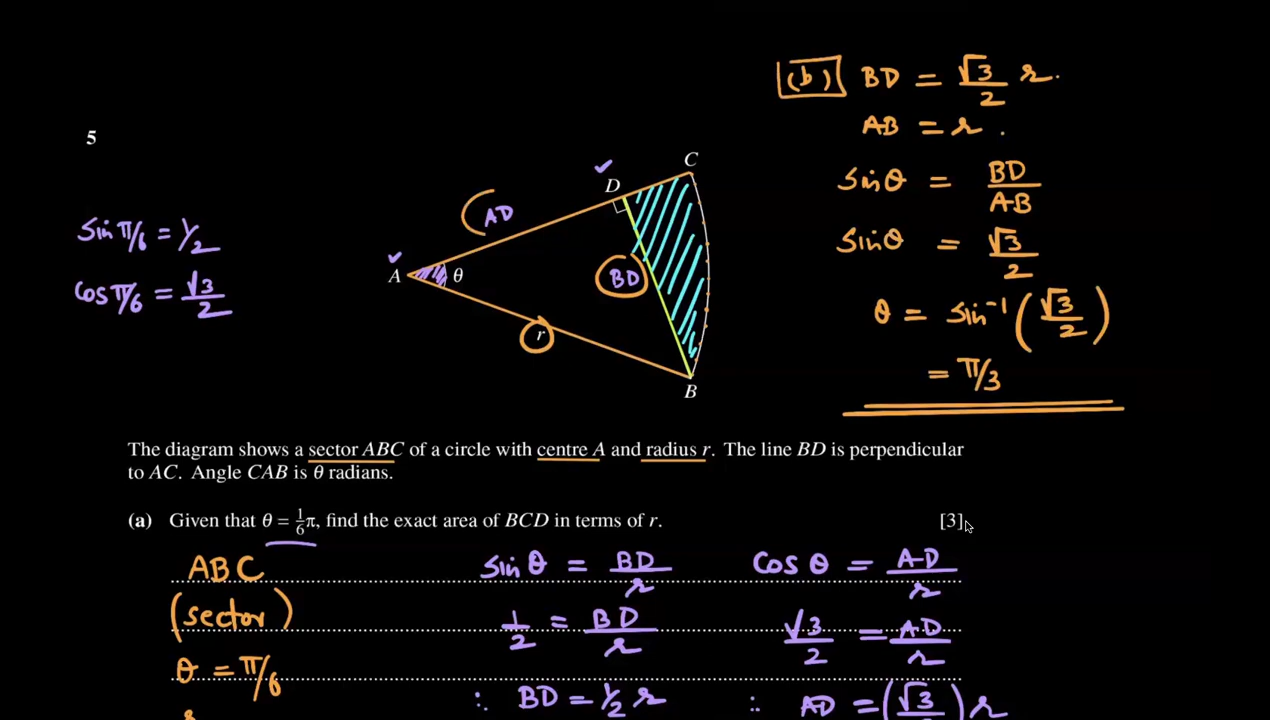 5
sin π/6 = 1/2
cos π/6 = √3/2
A
θ
AD
D
C
BD
r
B
(b) BD = √3/2 r.
AB = r.
sinθ = BD/AB
sinθ = √3/2
θ = sin⁻¹(√3/2)
= π/3
The diagram shows a sector ABC of a circle with centre A and radius r. The line BD is perpendicular
to AC. Angle CAB is θ radians.
(a) Given that θ = 1/6π, find the exact area of BCD in terms of r. [3]
ABC
(sector)
θ = π/6
sin θ = BD/r
1/2 = BD/r
∴ BD = 1/2 r
cos θ = AD/r
√3/2 = AD/r
∴ AD = (√3/
) r